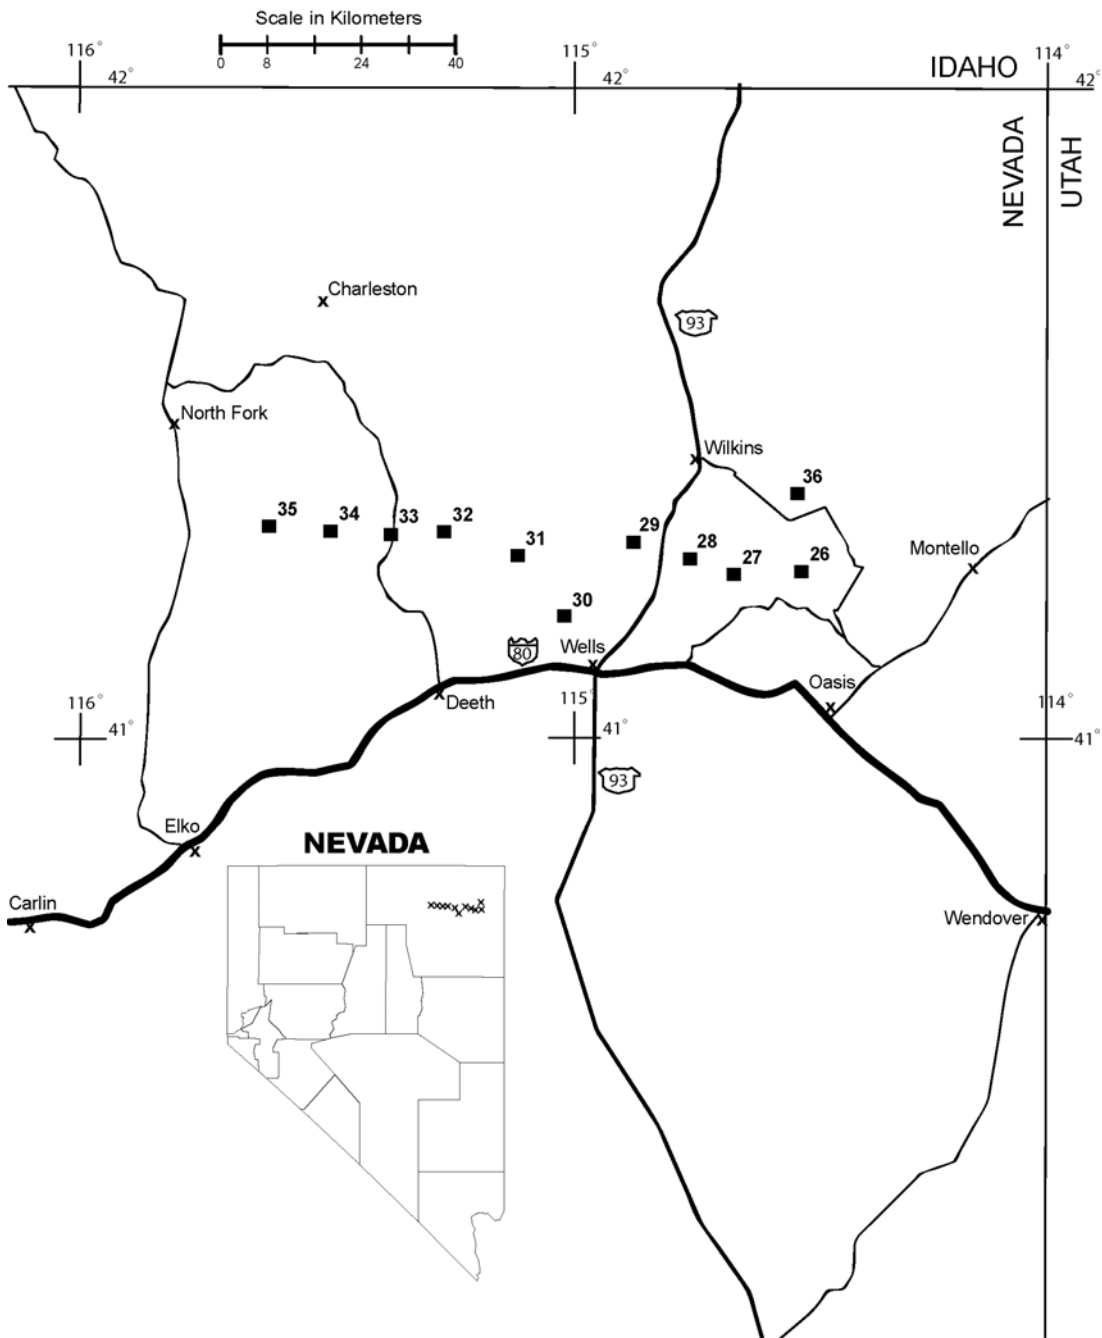 Scale in Kilometers
0 8 24 40
116° 115° 114°
42° 42° 42°
IDAHO
NEVADA
UTAH
Charleston
93
North Fork
Wilkins
36
35 34 33 32 31 29 28 27 26
Montello
30
80
Wells
Oasis
Deeth
116° 115° 114°
41° 41° 41°
93
Elko
NEVADA
Carlin
Wendover